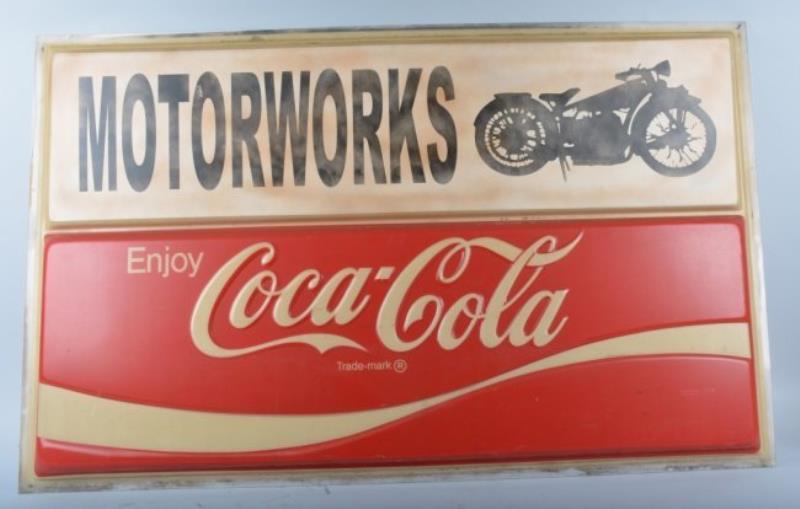 MOTORWORKS
Enjoy
Coca-Cola
Trade-mark ®